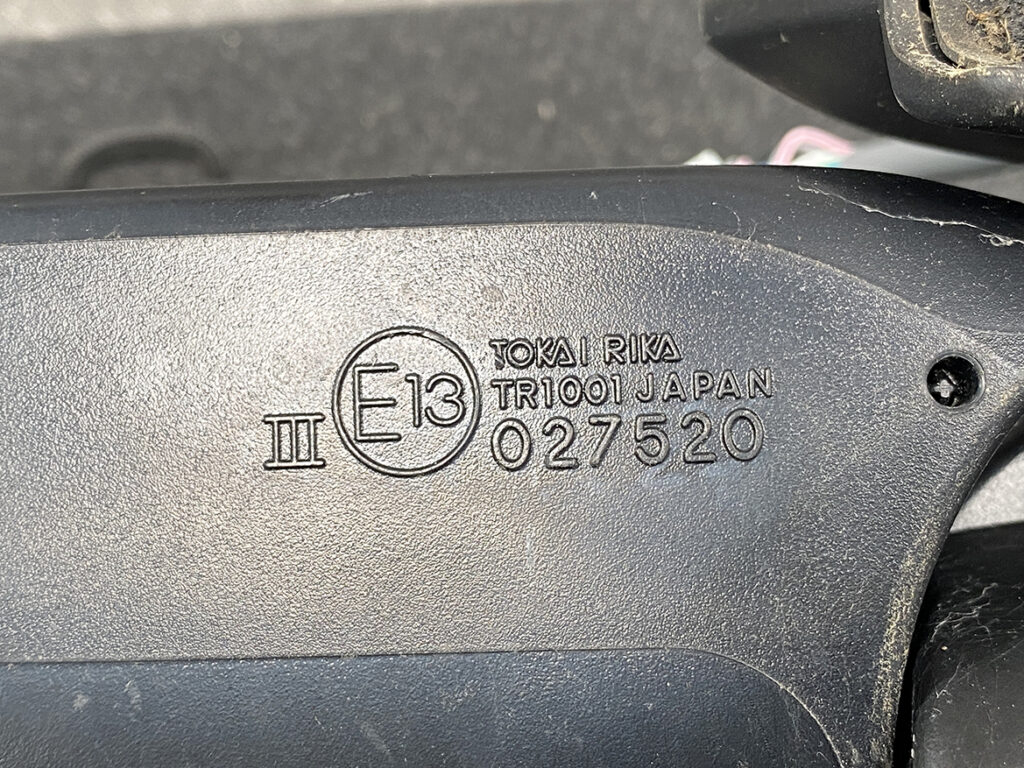 TOKAI RIKA
TR1001 JAPAN
III E13 027520